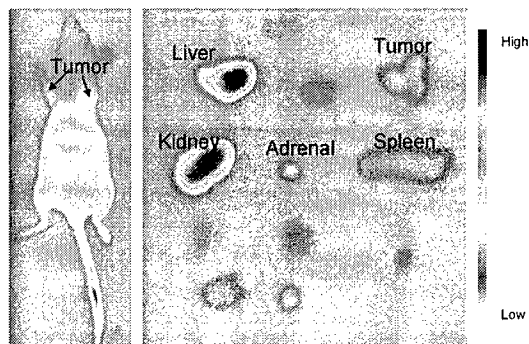 High
Liver
Tumor
Tumor
Kidney
Adrenal
Spleen
Low